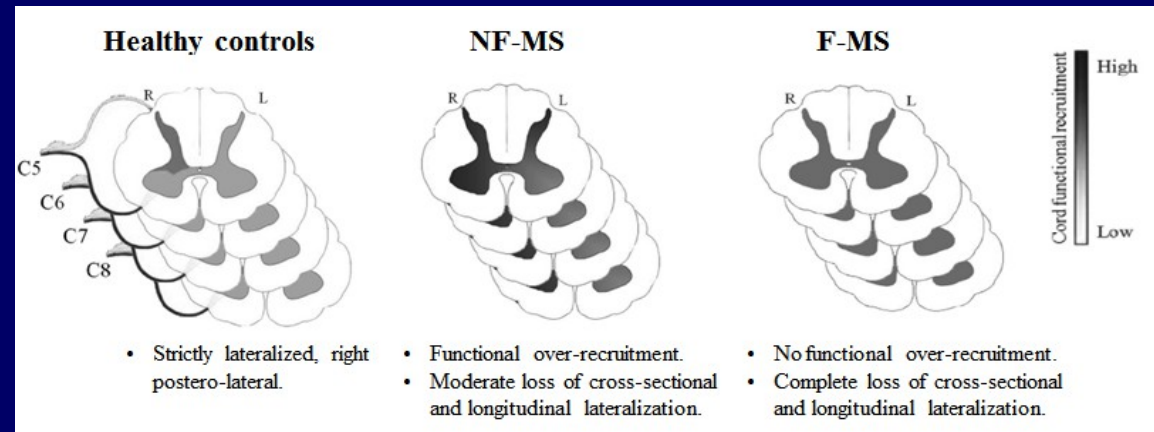 Healthy controls
NF-MS
F-MS
R
L
R
L
R
L
C5
C6
C7
C8
Cord functional recruitment
High
Low
• Strictly lateralized, right
postero-lateral.
• Functional over-recruitment.
• Moderate loss of cross-sectional
and longitudinal lateralization.
• No functional over-recruitment.
• Complete loss of cross-sectional
and longitudinal lateralization.